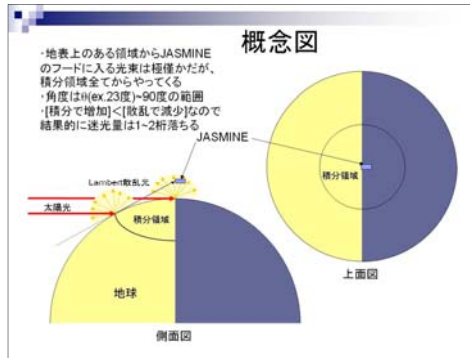 概念図
・地表上のある領域からJASMINE
のフードに入る光束は極僅かだが、
積分領域全てからやってくる
・角度はθ(ex.23度)~90度の範囲
・[積分で増加]＜[散乱で減少]なので
結果的に迷光量は1~2桁落ちる
JASMINE
Lambert散乱元
太陽光
積分領域
積分領域
地球
側面図
上面図